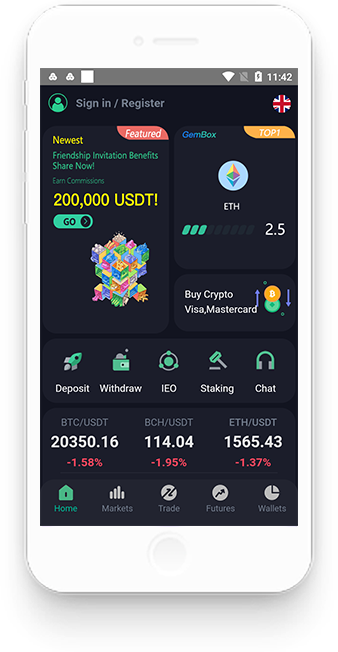 11:42
Sign in / Register
Featured
Newest
Friendship Invitation Benefits
Share Now!
Earn Commissions
200,000 USDT!
GO
GemBox
TOP1
ETH
2.5
Buy Crypto
Visa,Mastercard
Deposit
Withdraw
IEO
Staking
Chat
BTC/USDT
BCH/USDT
ETH/USDT
20350.16
114.04
1565.43
-1.58%
-1.95%
-1.37%
Home
Markets
Trade
Futures
Wallets